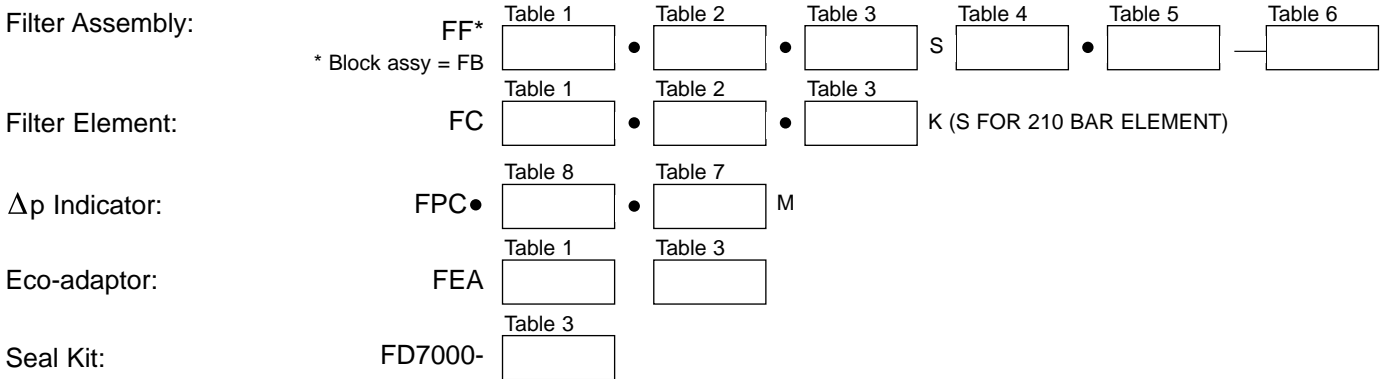 Table 1 Table 2 Table 3 Table 4 Table 5 Table 6
Filter Assembly: FF* • • S • —
* Block assy = FB
Table 1 Table 2 Table 3
Filter Element: FC • • K (S FOR 210 BAR ELEMENT)
Table 8 Table 7
Δp Indicator: FPC• • M
Table 1 Table 3
Eco-adaptor: FEA
Table 3
Seal Kit: FD7000-